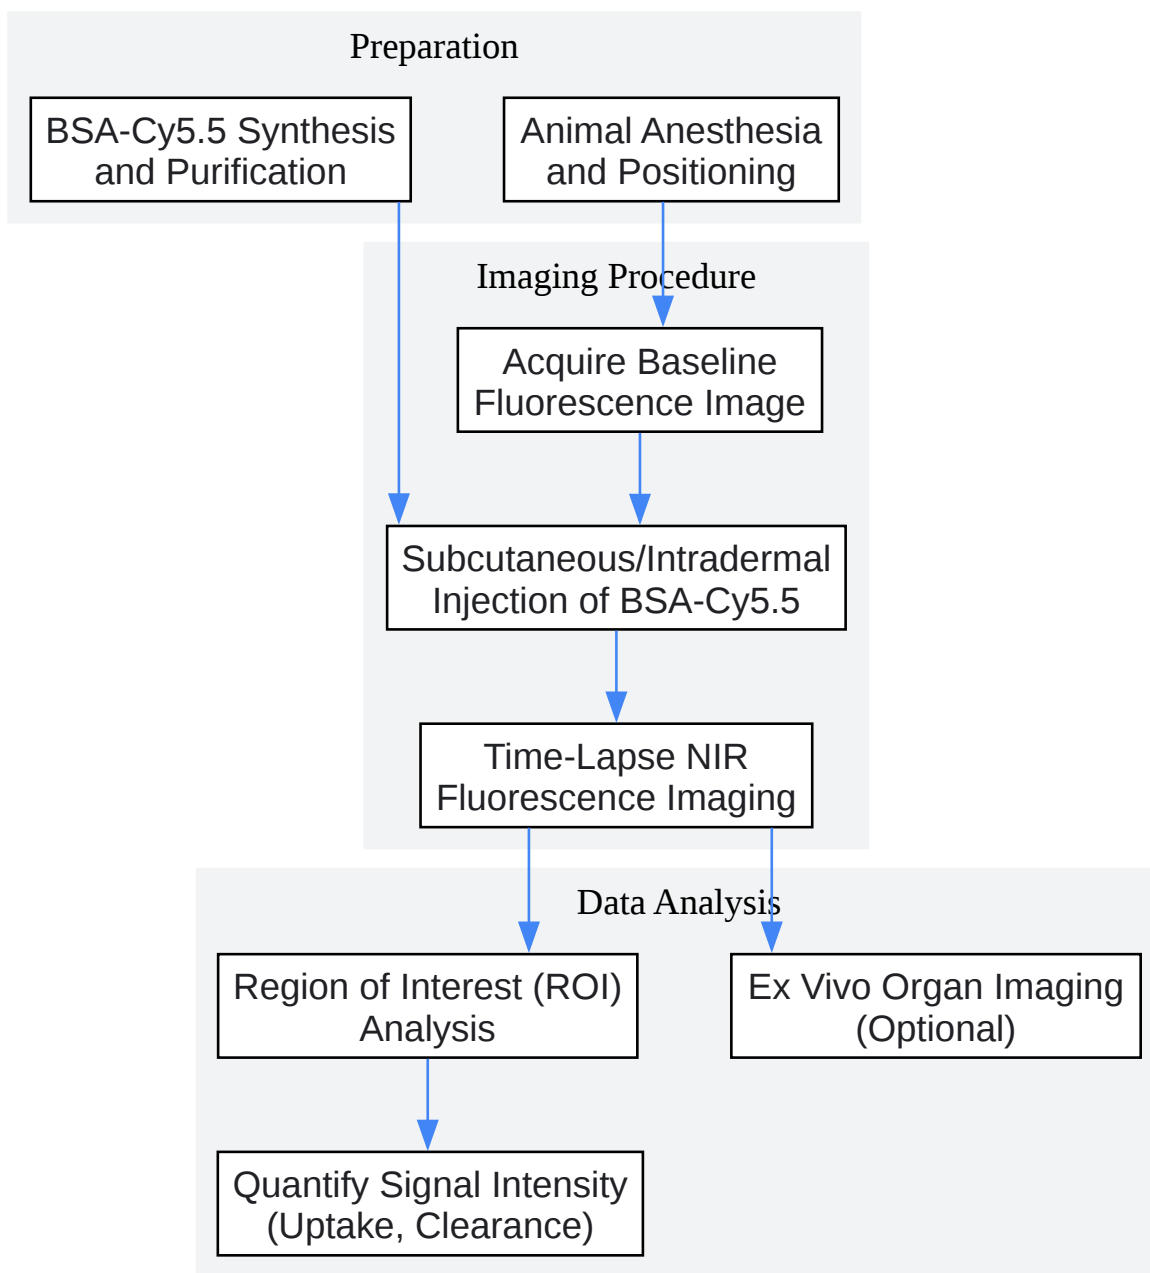 Preparation
BSA-Cy5.5 Synthesis
and Purification
Animal Anesthesia
and Positioning
Imaging Procedure
Acquire Baseline
Fluorescence Image
Subcutaneous/Intradermal
Injection of BSA-Cy5.5
Time-Lapse NIR
Fluorescence Imaging
Data Analysis
Region of Interest (ROI)
Analysis
Ex Vivo Organ Imaging
(Optional)
Quantify Signal Intensity
(Uptake, Clearance)